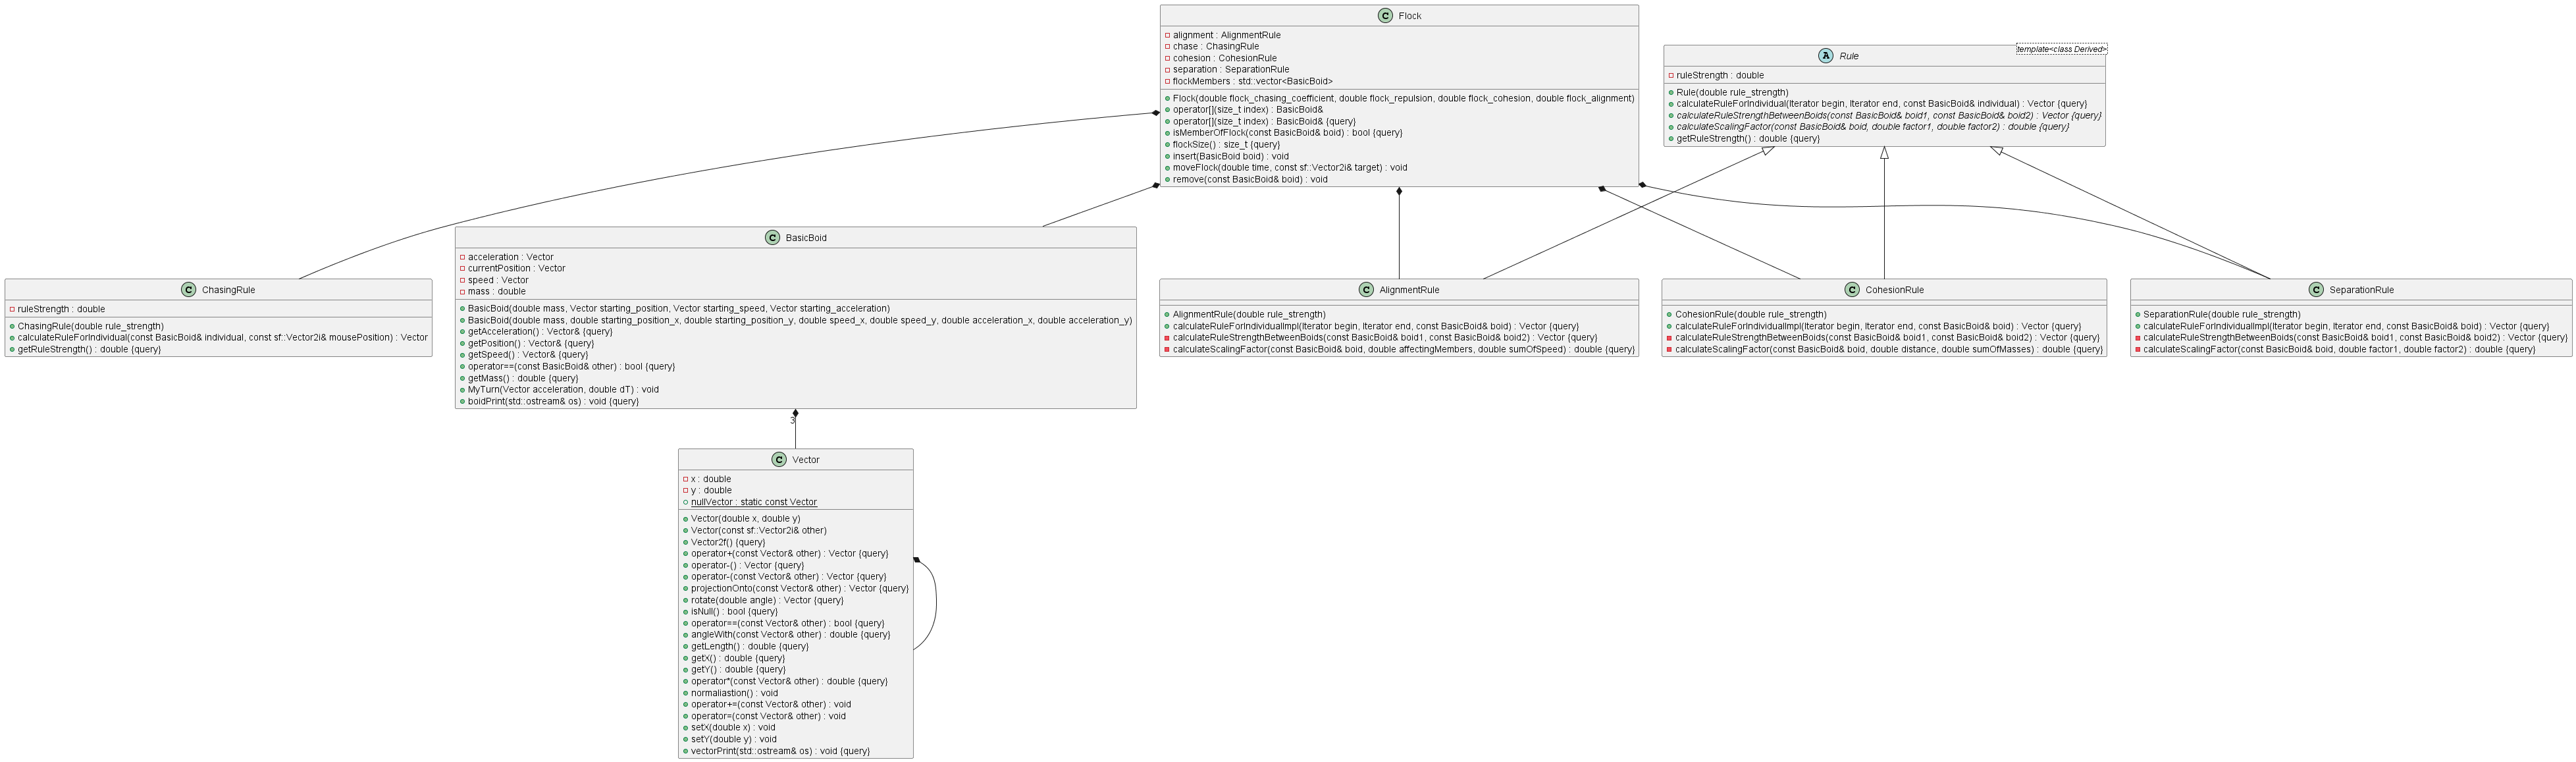 C Flock
alignment : AlignmentRule
chase : ChasingRule
cohesion : CohesionRule
separation : SeparationRule
flockMembers : std::vector<BasicBoid>
Flock(double flock_chasing_coefficient, double flock_repulsion, double flock_cohesion, double flock_alignment)
operator[](size_t index) : BasicBoid&
operator[](size_t index) : BasicBoid& {query}
isMemberOfFlock(const BasicBoid& boid) : bool {query}
flockSize() : size_t {query}
insert(BasicBoid boid) : void
moveFlock(double time, const sf::Vector2i& target) : void
remove(const BasicBoid& boid) : void
template<class Derived>
A Rule
ruleStrength : double
Rule(double rule_strength)
calculateRuleForIndividual(Iterator begin, Iterator end, const BasicBoid& individual) : Vector {query}
calculateRuleStrengthBetweenBoids(const BasicBoid& boid1, const BasicBoid& boid2) : Vector {query}
calculateScalingFactor(const BasicBoid& boid, double factor1, double factor2) : double {query}
getRuleStrength() : double {query}
C ChasingRule
ruleStrength : double
ChasingRule(double rule_strength)
calculateRuleForIndividual(const BasicBoid& individual, const sf::Vector2i& mousePosition) : Vector
getRuleStrength() : double {query}
C BasicBoid
acceleration : Vector
currentPosition : Vector
speed : Vector
mass : double
BasicBoid(double mass, Vector starting_position, Vector starting_speed, Vector starting_acceleration)
BasicBoid(double mass, double starting_position_x, double starting_position_y, double speed_x, double speed_y, double acceleration_x, double acceleration_y)
getAcceleration() : Vector& {query}
getPosition() : Vector& {query}
getSpeed() : Vector& {query}
operator==(const BasicBoid& other) : bool {query}
getMass() : double {query}
MyTurn(Vector acceleration, double dT) : void
boidPrint(std::ostream& os) : void {query}
C AlignmentRule
AlignmentRule(double rule_strength)
calculateRuleForIndividualImpl(Iterator begin, Iterator end, const BasicBoid& boid) : Vector {query}
calculateRuleStrengthBetweenBoids(const BasicBoid& boid1, const BasicBoid& boid2) : Vector {query}
calculateScalingFactor(const BasicBoid& boid, double affectingMembers, double sumOfSpeed) : double {query}
C CohesionRule
CohesionRule(double rule_strength)
calculateRuleForIndividualImpl(Iterator begin, Iterator end, const BasicBoid& boid) : Vector {query}
calculateRuleStrengthBetweenBoids(const BasicBoid& boid1, const BasicBoid& boid2) : Vector {query}
calculateScalingFactor(const BasicBoid& boid, double distance, double sumOfMasses) : double {query}
C SeparationRule
SeparationRule(double rule_strength)
calculateRuleForIndividualImpl(Iterator begin, Iterator end, const BasicBoid& boid) : Vector {query}
calculateRuleStrengthBetweenBoids(const BasicBoid& boid1, const BasicBoid& boid2) : Vector {query}
calculateScalingFactor(const BasicBoid& boid, double factor1, double factor2) : double {query}
3
C Vector
x : double
y : double
nullVector : static const Vector
Vector(double x, double y)
Vector(const sf::Vector2i& other)
Vector2f() {query}
operator+(const Vector& other) : Vector {query}
operator-() : Vector {query}
operator-(const Vector& other) : Vector {query}
projectionOnto(const Vector& other) : Vector {query}
rotate(double angle) : Vector {query}
isNull() : bool {query}
operator==(const Vector& other) : bool {query}
angleWith(const Vector& other) : double {query}
getLength() : double {query}
getX() : double {query}
getY() : double {query}
operator*(const Vector& other) : double {query}
normaliastion() : void
operator+=(const Vector& other) : void
operator=(const Vector& other) : void
setX(double x) : void
setY(double y) : void
vectorPrint(std::ostream& os) : void {query}